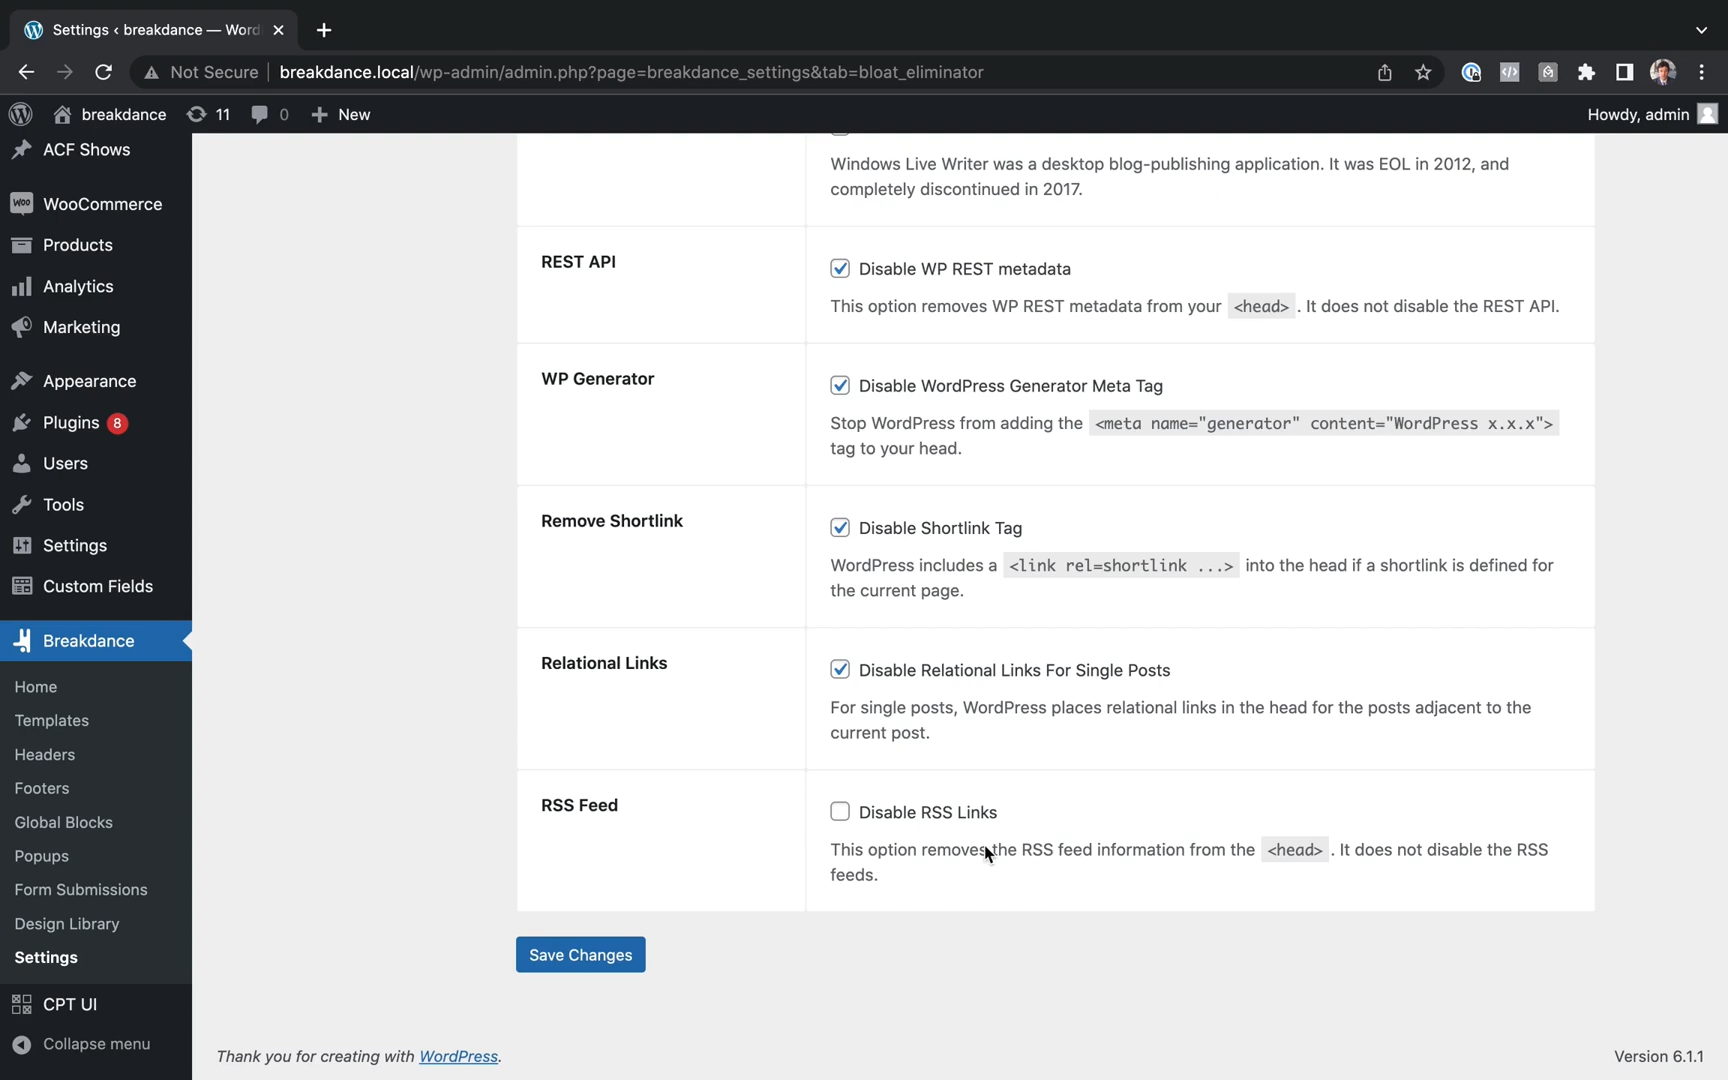 Settings ‹ breakdance — Word
Not Secure
breakdance.local/wp-admin/admin.php?page=breakdance_settings&tab=bloat_eliminator
breakdance
11
0
New
Howdy, admin
ACF Shows
WooCommerce
Products
Analytics
Marketing
Appearance
Plugins 8
Users
Tools
Settings
Custom Fields
Breakdance
Home
Templates
Headers
Footers
Global Blocks
Popups
Form Submissions
Design Library
Settings
CPT UI
Collapse menu
Windows Live Writer was a desktop blog-publishing application. It was EOL in 2012, and
completely discontinued in 2017.
REST API
Disable WP REST metadata
This option removes WP REST metadata from your <head> . It does not disable the REST API.
WP Generator
Disable WordPress Generator Meta Tag
Stop WordPress from adding the <meta name="generator" content="WordPress x.x.x">
tag to your head.
Remove Shortlink
Disable Shortlink Tag
WordPress includes a <link rel=shortlink ...> into the head if a shortlink is defined for
the current page.
Relational Links
Disable Relational Links For Single Posts
For single posts, WordPress places relational links in the head for the posts adjacent to the
current post.
RSS Feed
Disable RSS Links
This option removes the RSS feed information from the <head> . It does not disable the RSS
feeds.
Save Changes
Thank you for creating with WordPress.
Version 6.1.1